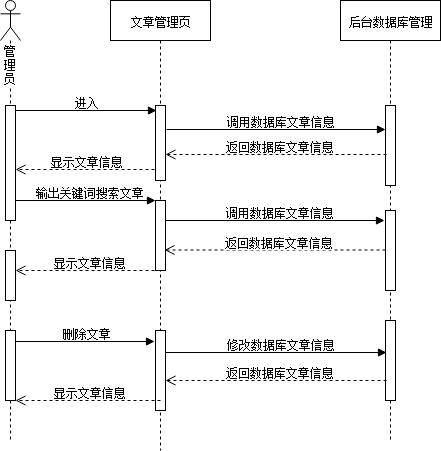 文章管理页
后台数据库管理
管理员
进入
调用数据库文章信息
返回数据库文章信息
显示文章信息
输出关键词搜索文章
调用数据库文章信息
返回数据库文章信息
显示文章信息
删除文章
修改数据库文章信息
返回数据库文章信息
显示文章信息